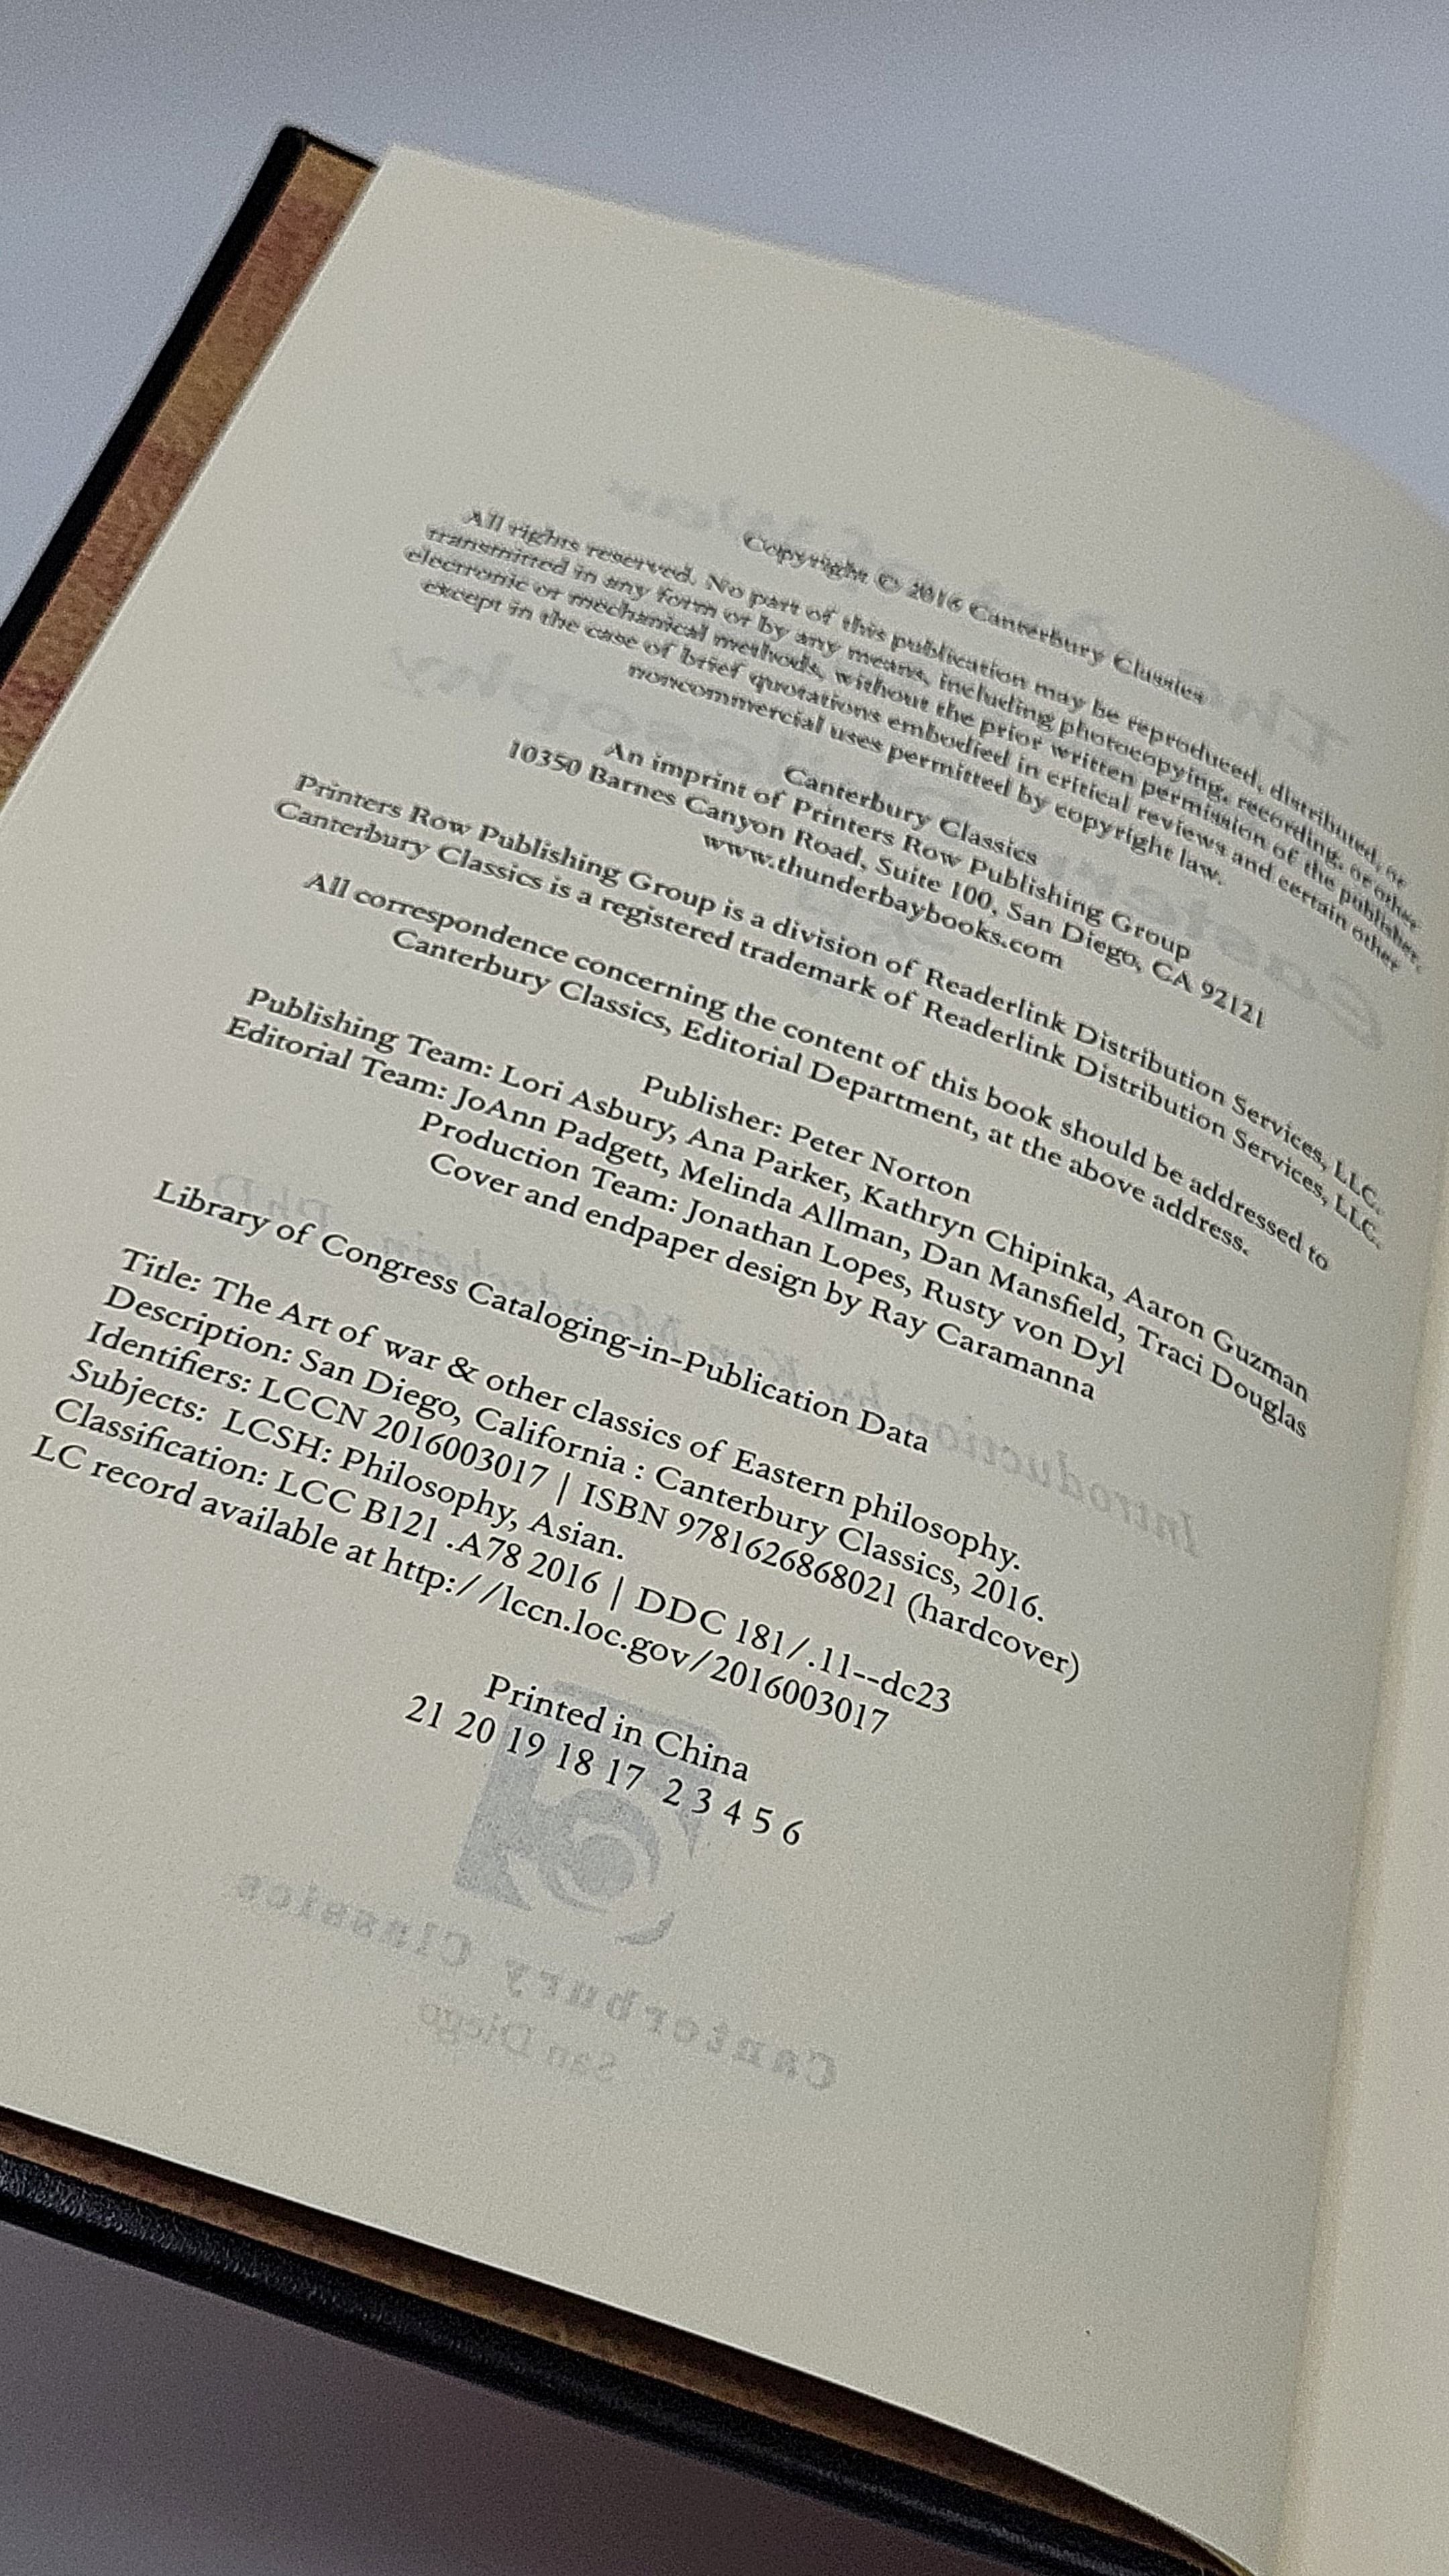 Copyright © 2016 Canterbury Classics
All rights reserved. No part of this publication may be reproduced, distributed, or
transmitted in any form or by any means, including photocopying, recording, or other
electronic or mechanical methods, without the prior written permission of the publisher,
except in the case of brief quotations embodied in critical reviews and certain other
noncommercial uses permitted by copyright law.
Canterbury Classics
An imprint of Printers Row Publishing Group
10350 Barnes Canyon Road, Suite 100, San Diego, CA 92121
www.thunderbaybooks.com
Printers Row Publishing Group is a division of Readerlink Distribution Services, LLC.
Canterbury Classics is a registered trademark of Readerlink Distribution Services, LLC.
All correspondence concerning the content of this book should be addressed to
Canterbury Classics, Editorial Department, at the above address.
Publisher: Peter Norton
Publishing Team: Lori Asbury, Ana Parker, Kathryn Chipinka, Aaron Guzman
Editorial Team: JoAnn Padgett, Melinda Allman, Dan Mansfield, Traci Douglas
Production Team: Jonathan Lopes, Rusty von Dyl
Cover and endpaper design by Ray Caramanna
Library of Congress Cataloging-in-Publication Data
Title: The Art of war & other classics of Eastern philosophy.
Description: San Diego, California : Canterbury Classics, 2016.
Identifiers: LCCN 2016003017 | ISBN 9781626868021 (hardcover)
Subjects: LCSH: Philosophy, Asian.
Classification: LCC B121 .A78 2016 | DDC 181/.11--dc23
LC record available at http://lccn.loc.gov/2016003017
Printed in China
21 20 19 18 17 2 3 4 5 6
Canterbury Classics
San Diego